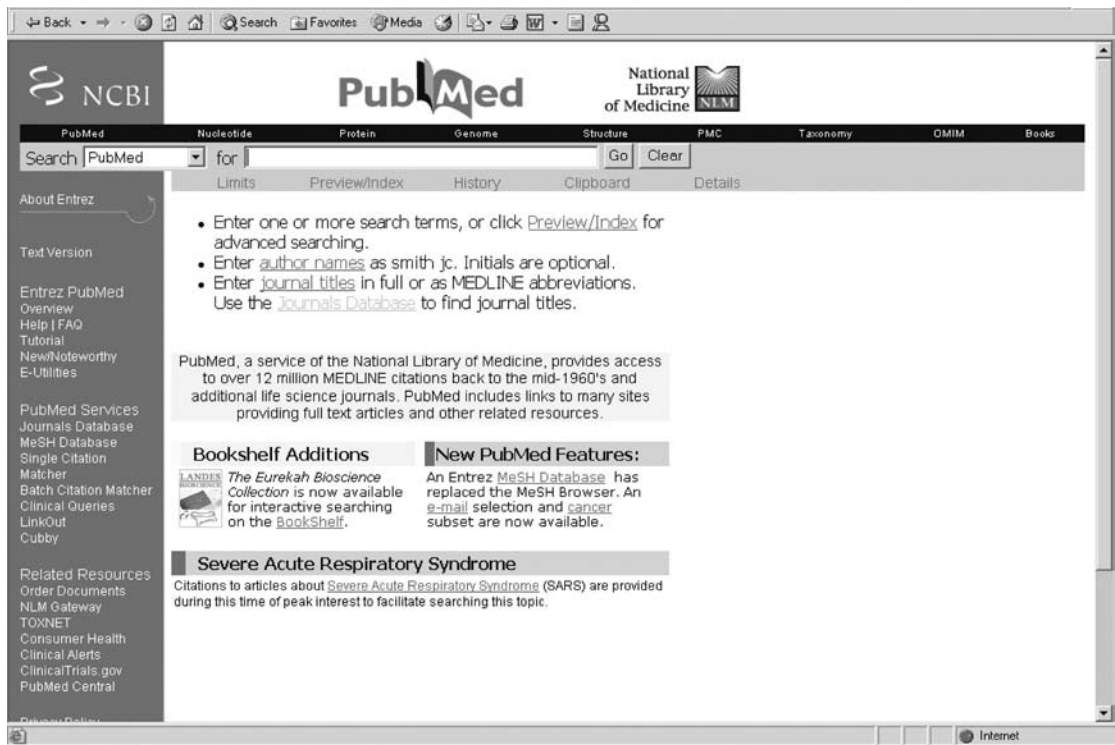 Back Search Favorites Media
NCBI
PubMed
National
Library
of Medicine NLM
PubMed Nucleotide Protein Genome Structure PMC Taxonomy OMIM Books
Search PubMed for Go Clear
Limits Preview/Index History Clipboard Details
About Entrez
Text Version
Entrez PubMed
Overview
Help | FAQ
Tutorial
New/Noteworthy
E-Utilities
PubMed Services
Journals Database
MeSH Database
Single Citation
Matcher
Batch Citation Matcher
Clinical Queries
LinkOut
Cubby
Related Resources
Order Documents
NLM Gateway
TOXNET
Consumer Health
Clinical Alerts
ClinicalTrials.gov
PubMed Central
Privacy Policy
• Enter one or more search terms, or click Preview/Index for
advanced searching.
• Enter author names as smith jc. Initials are optional.
• Enter journal titles in full or as MEDLINE abbreviations.
Use the Journals Database to find journal titles.
PubMed, a service of the National Library of Medicine, provides access
to over 12 million MEDLINE citations back to the mid-1960's and
additional life science journals. PubMed includes links to many sites
providing full text articles and other related resources.
Bookshelf Additions
LANDES
BIOSCIENCE
The Eurekah Bioscience
Collection is now available
for interactive searching
on the BookShelf.
New PubMed Features:
An Entrez MeSH Database has
replaced the MeSH Browser. An
e-mail selection and cancer
subset are now available.
Severe Acute Respiratory Syndrome
Citations to articles about Severe Acute Respiratory Syndrome (SARS) are provided
during this time of peak interest to facilitate searching this topic.
Internet